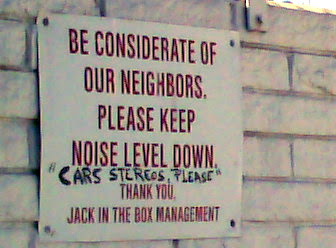 BE CONSIDERATE OF
OUR NEIGHBORS.
PLEASE KEEP
NOISE LEVEL DOWN.
"CARS STEREOS, PLEASE"
THANK YOU.
JACK IN THE BOX MANAGEMENT